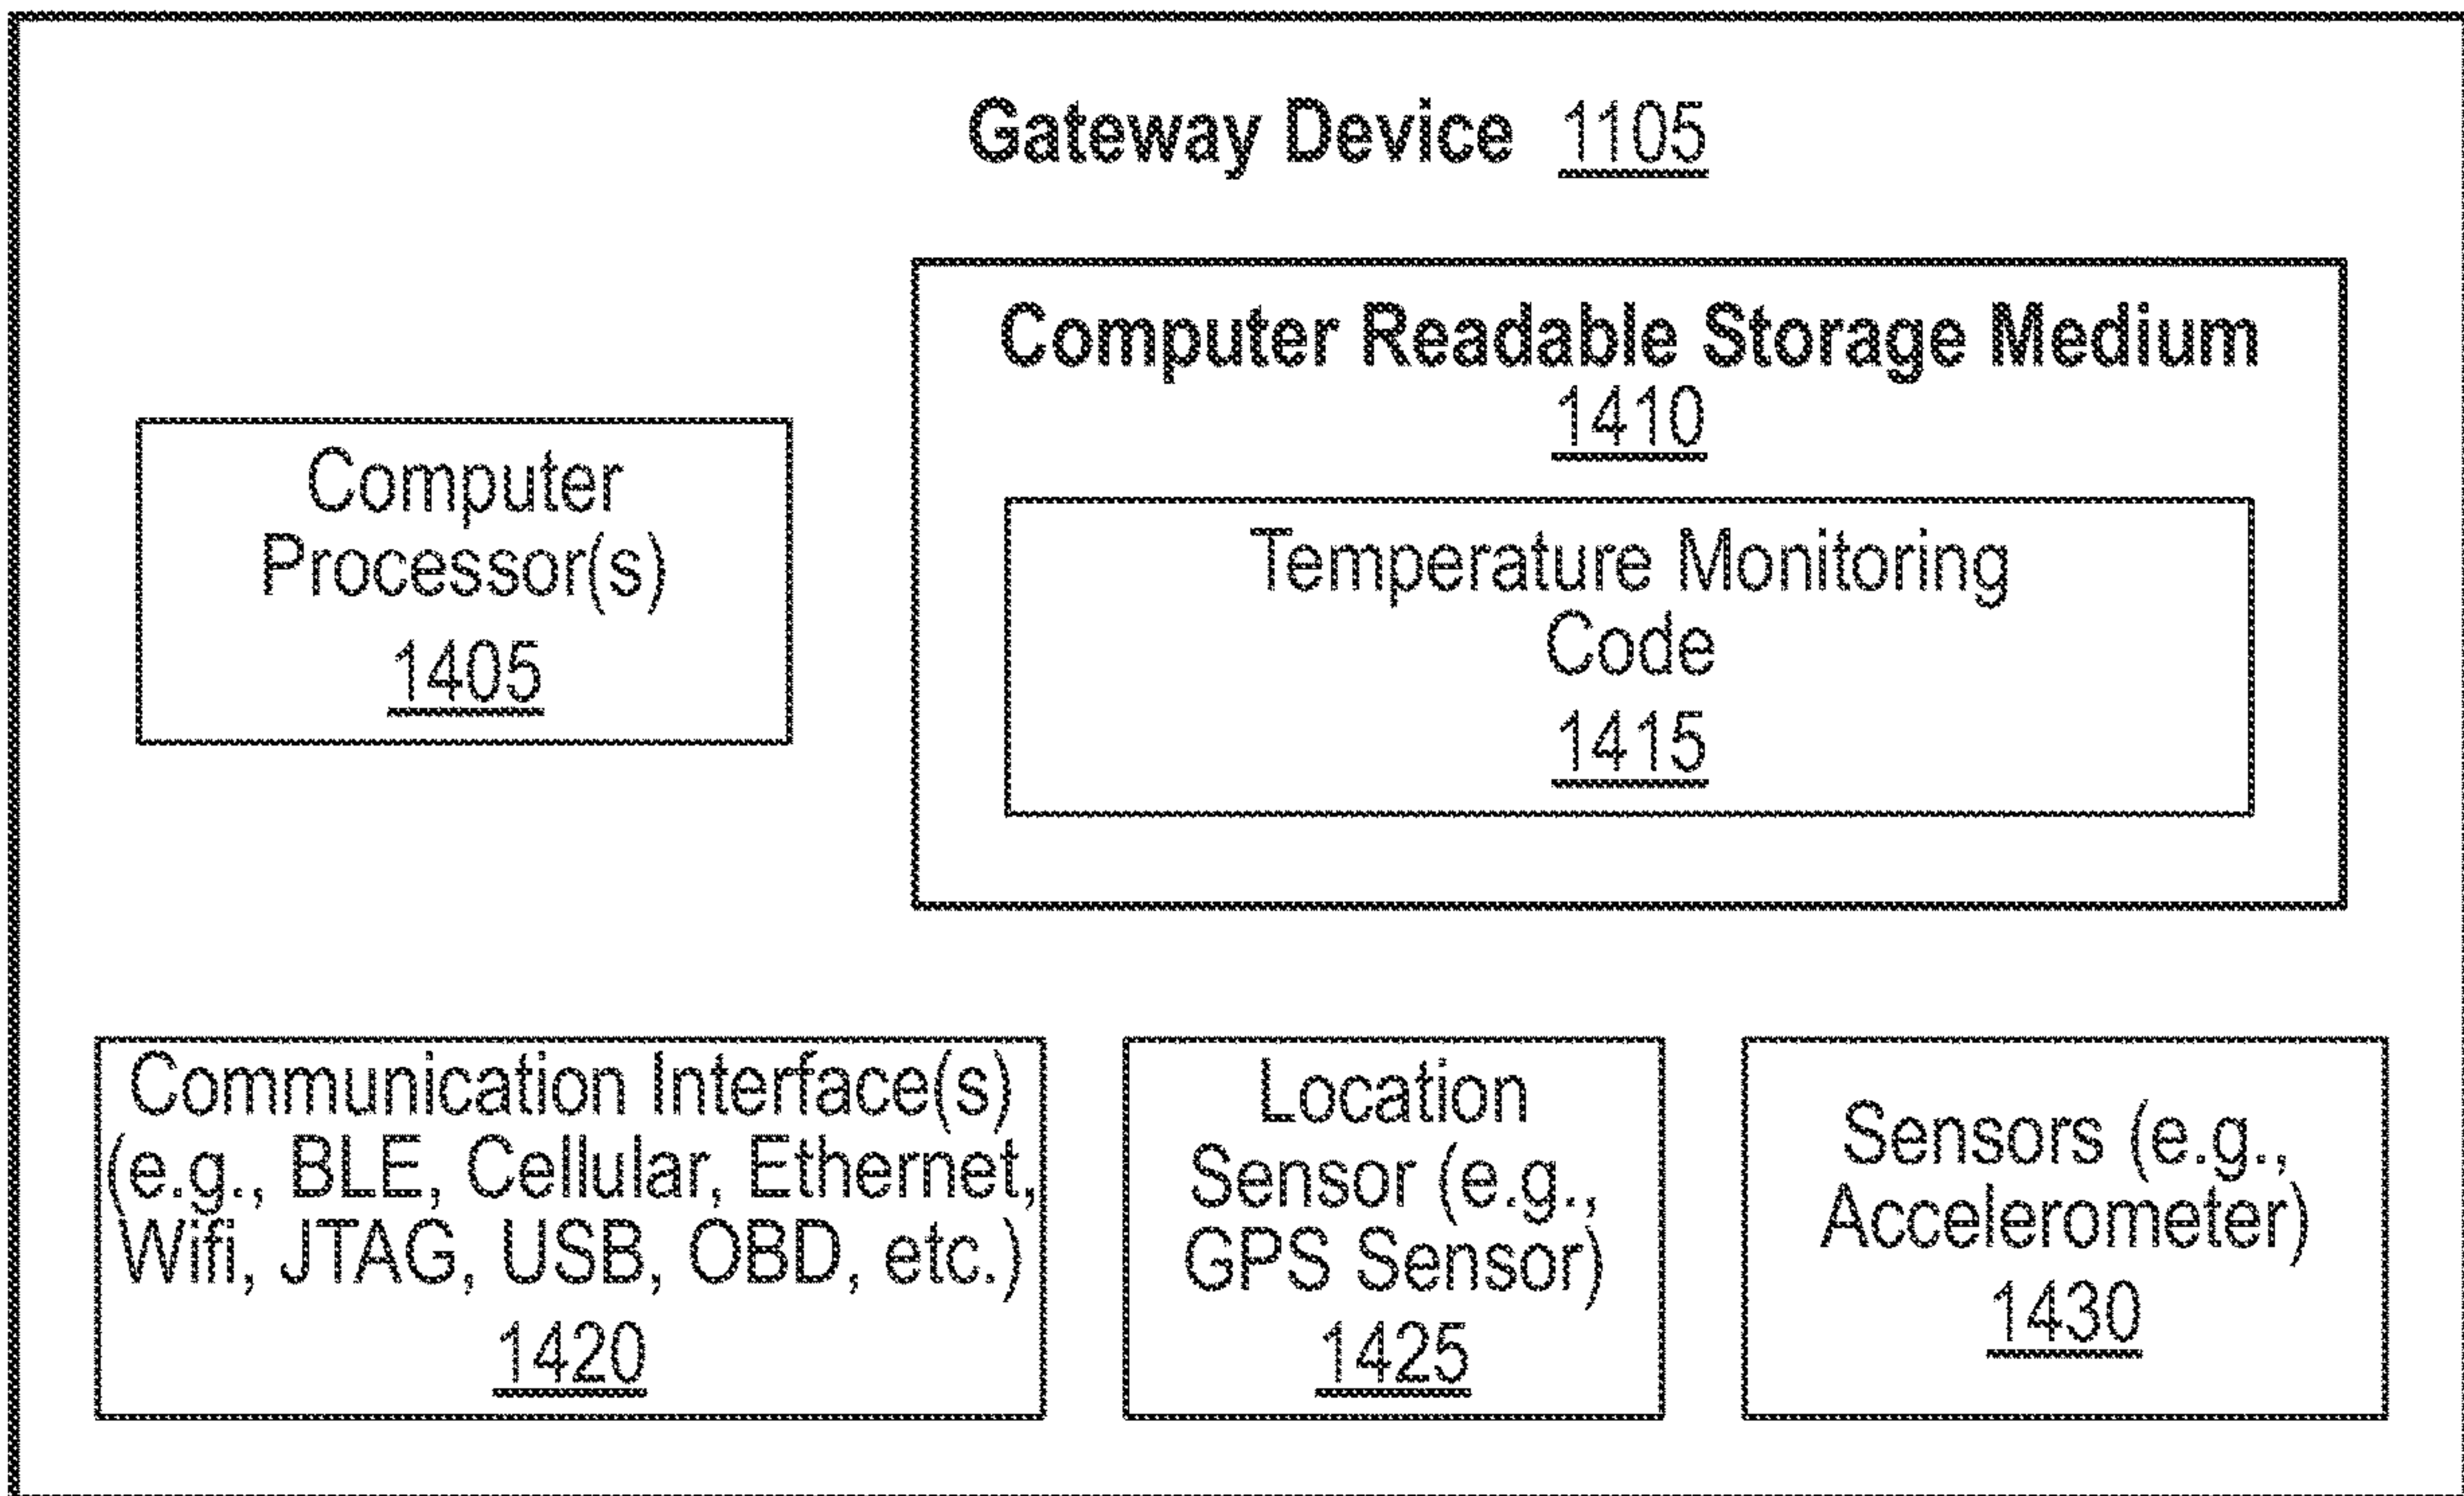 Gateway Device 1105
Computer Readable Storage Medium
1410
Computer
Processor(s)
1405
Temperature Monitoring
Code
1415
Communication Interface(s)
(e.g., BLE, Cellular, Ethernet,
Wifi, JTAG, USB, OBD, etc.)
1420
Location
Sensor (e.g.,
GPS Sensor)
1425
Sensors (e.g.,
Accelerometer)
1430